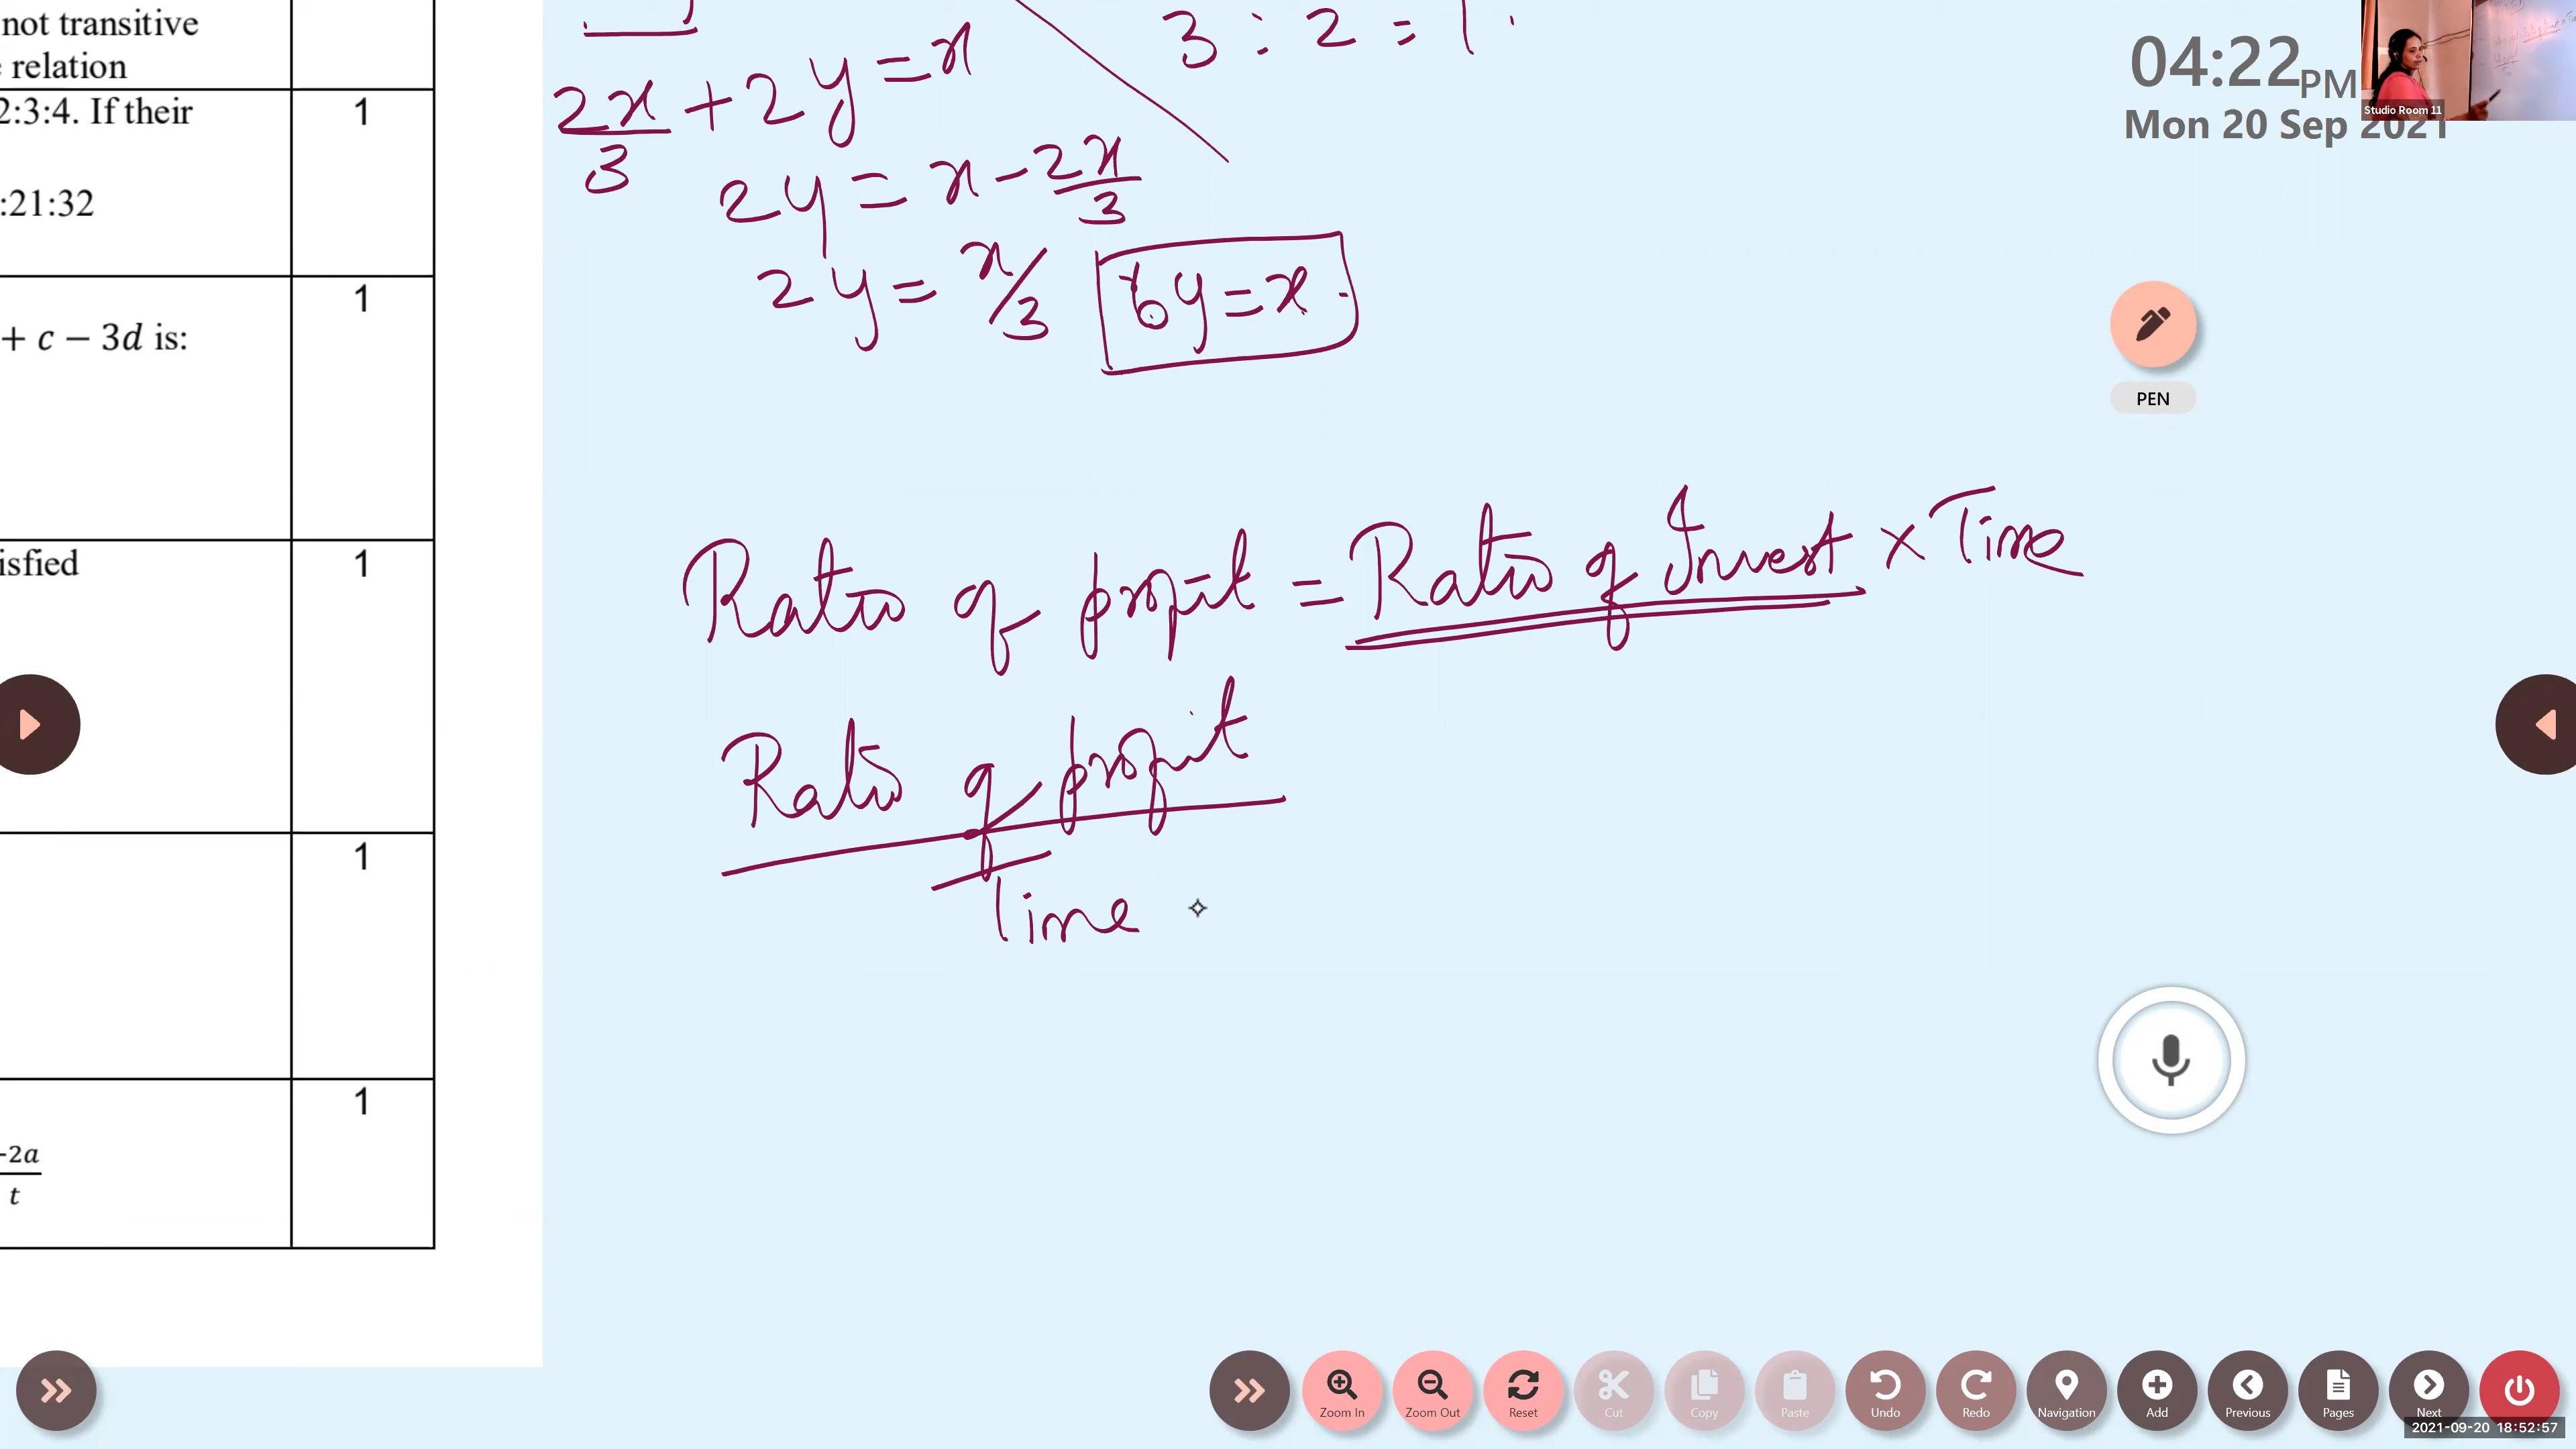 not transitive
relation
2:3:4. If their
:21:32
1
+ c − 3d is:
1
isfied
1
1
-2a
t
1
3 : 2 = 1 :
2x/3 + 2y = x
2y = x - 2x/3
2y = x/3
6y = x
Ratio of profit = Ratio of Invest × Time
Ratio of profit
Time
04:22PM
Mon 20 Sep 2021
Studio Room 11
PEN
Zoom In
Zoom Out
Reset
Cut
Copy
Paste
Undo
Redo
Navigation
Add
Previous
Pages
Next
2021-09-20 18:52:57